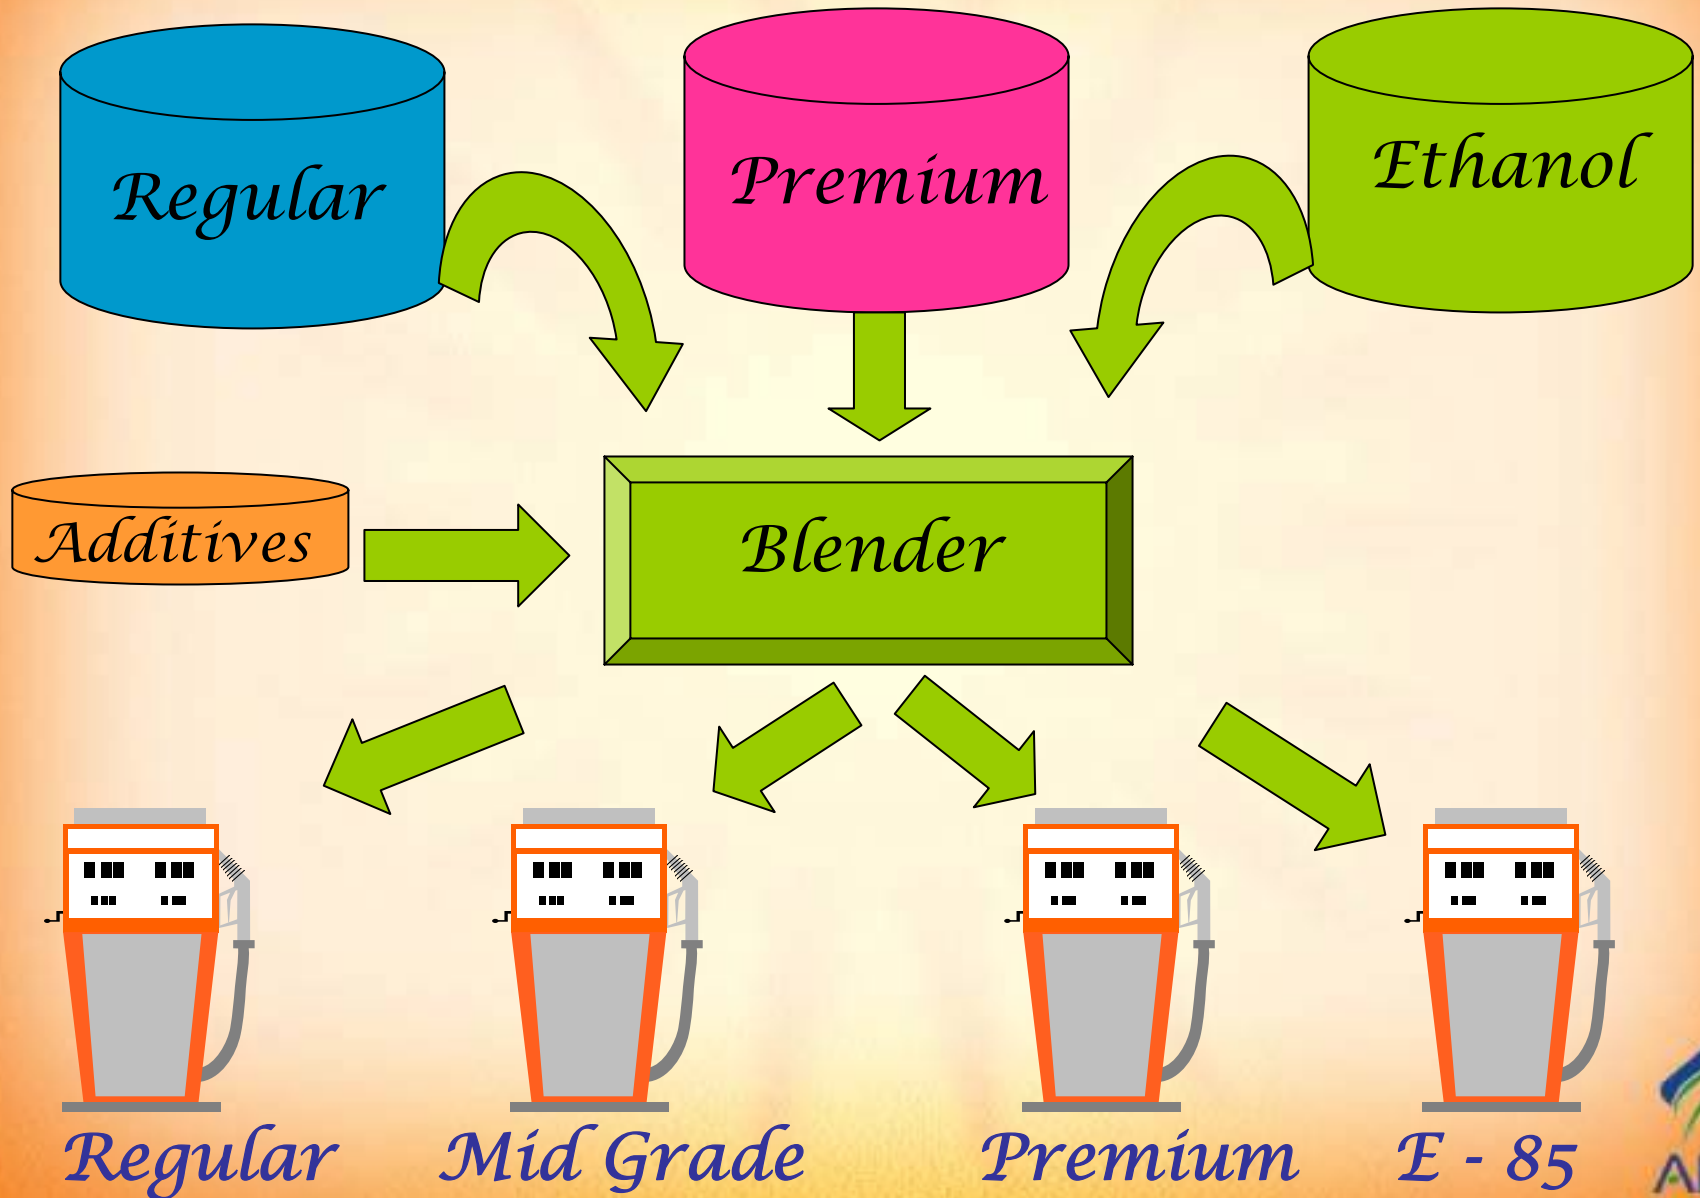 Regular
Premium
Ethanol
Additives
Blender
Regular
Mid Grade
Premium
E - 85